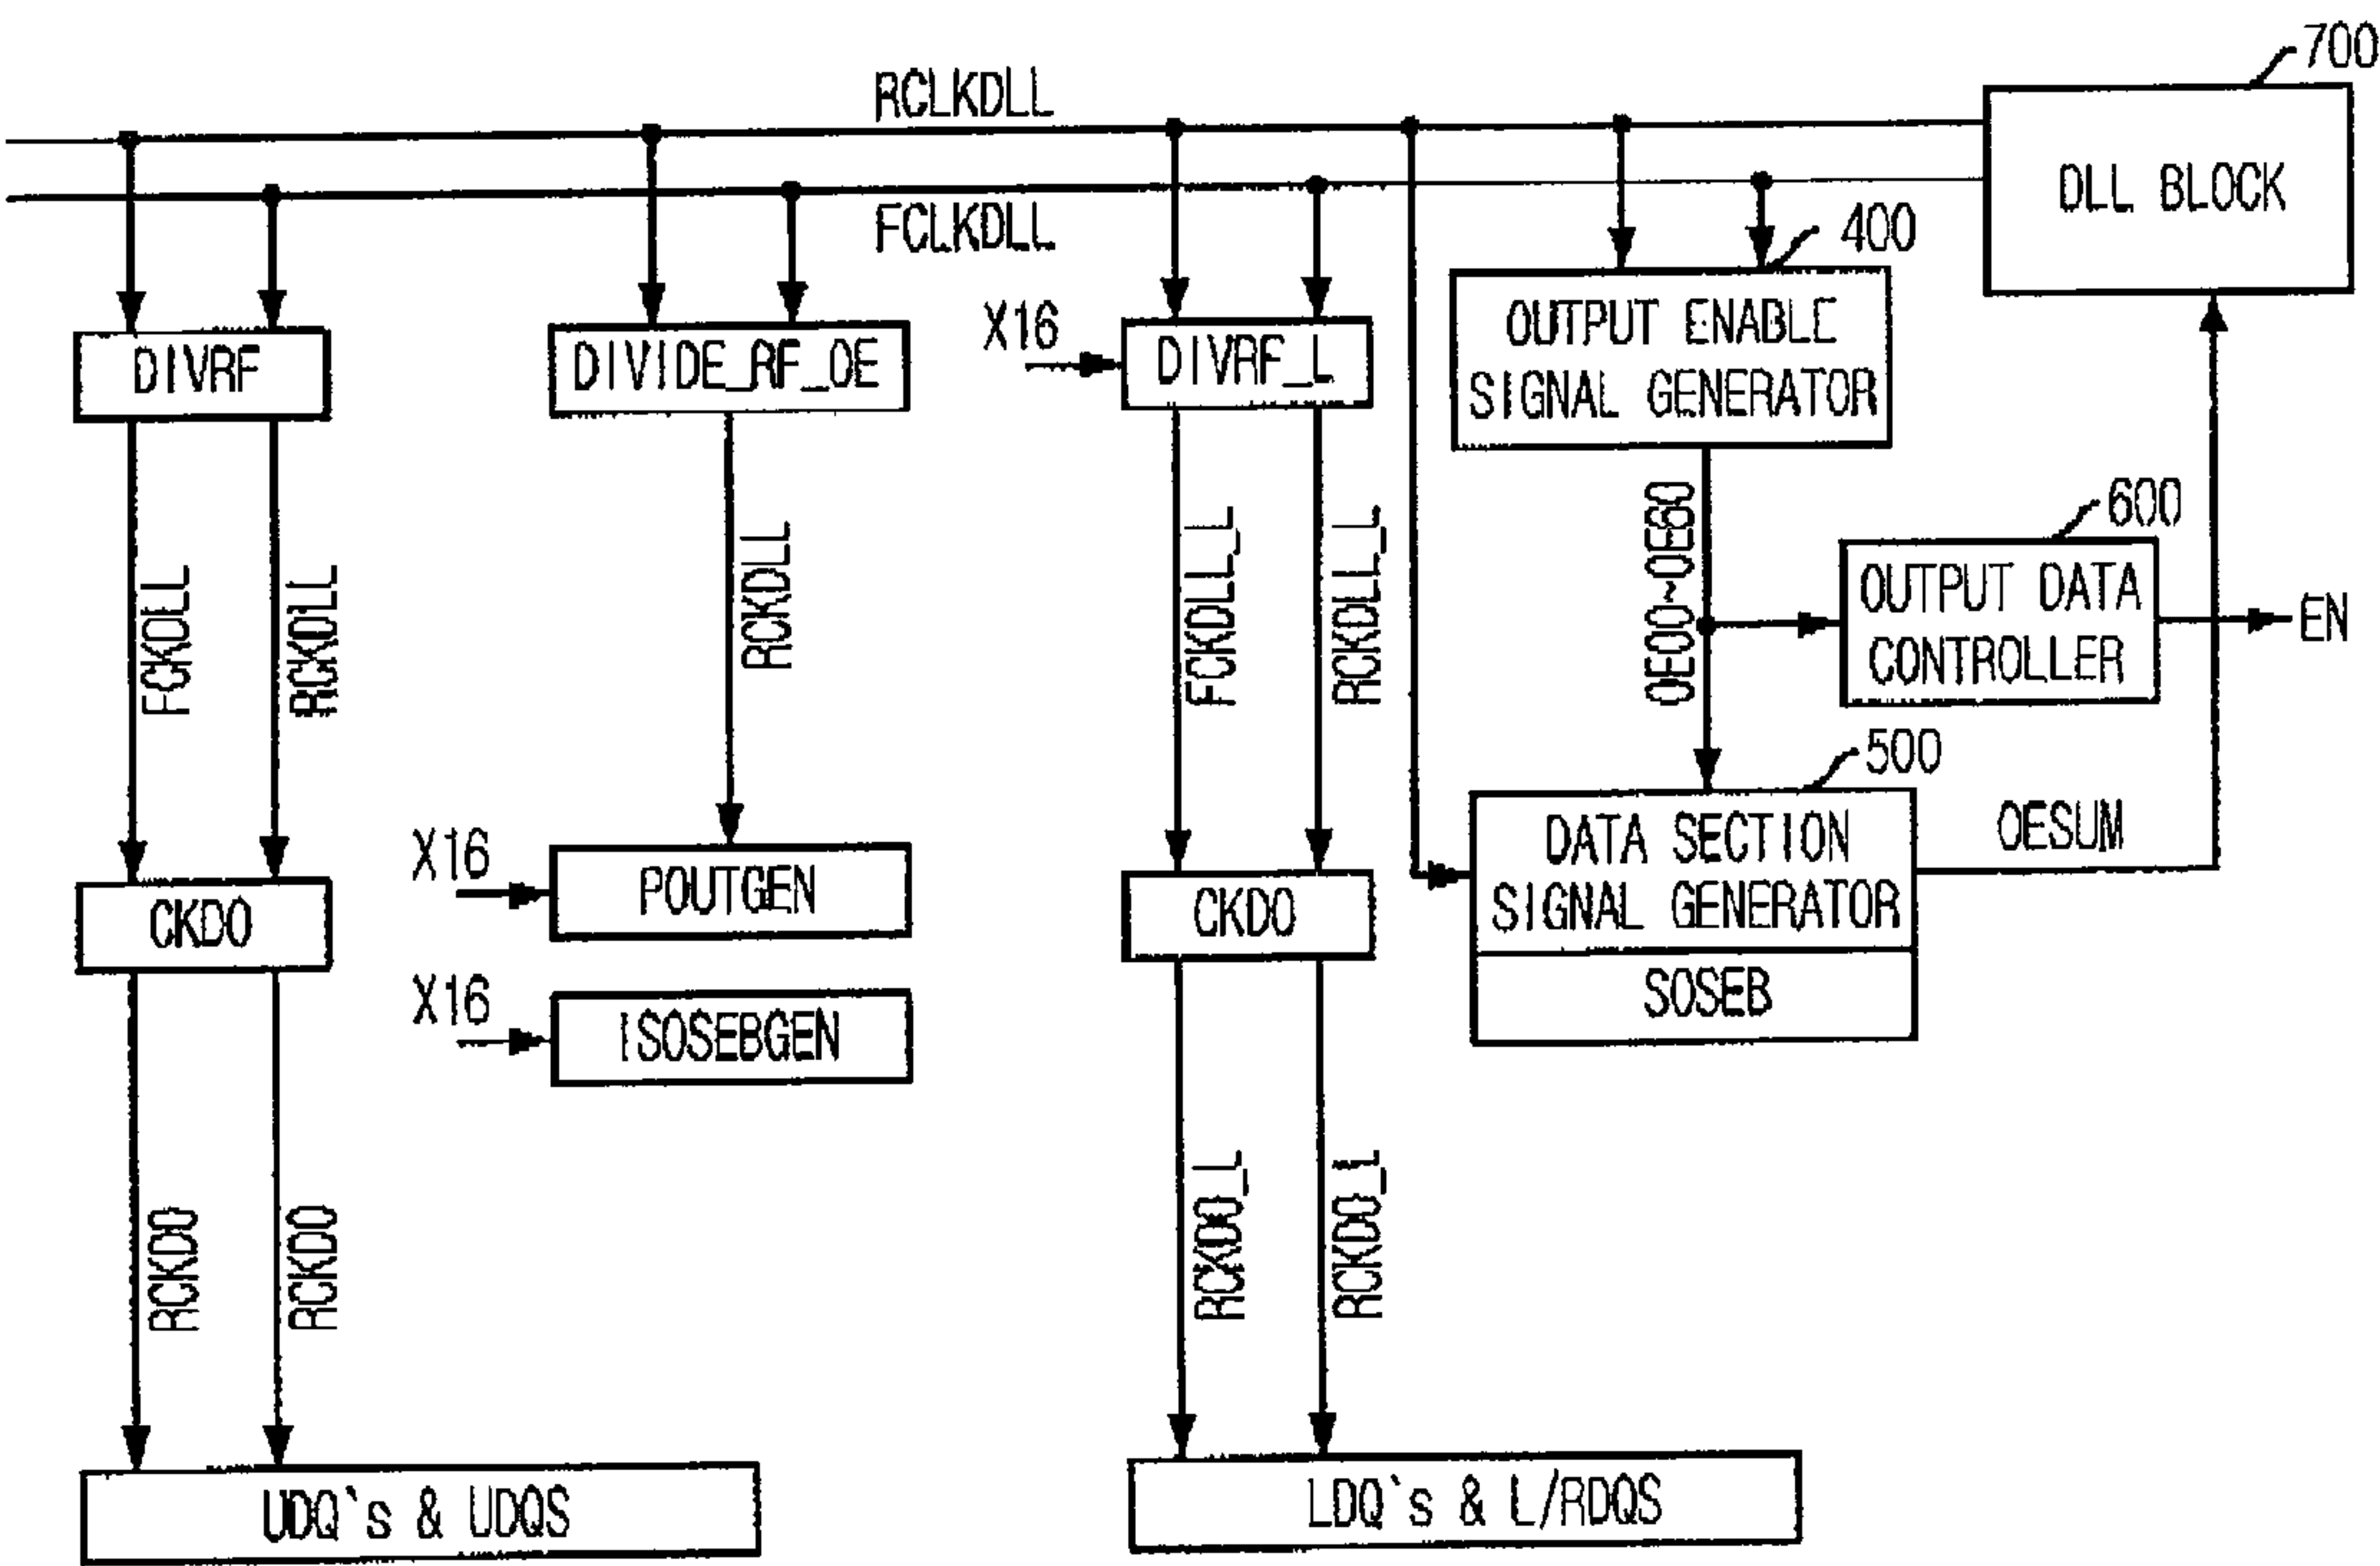 700
RCLKDLL
DLL BLOCK
FCLKDLL
400
X16
OUTPUT ENABLE
SIGNAL GENERATOR
DIVRF
DIVIDE_RF_OE
DIVRF_L
600
OE00~OE60
OUTPUT DATA
CONTROLLER
EN
FCKDLL
RCKDLL
RCKDLL
FCKDLL_L
RCKDLL_L
500
X16
POUTGEN
DATA SECTION
SIGNAL GENERATOR
OESUM
CKDO
CKDO
X16
ISOSEBGEN
SOSEB
RCKDO
RCKDO
RCKDO_L
RCKDO_L
UDQ`s & UDQS
LDQ`s & L/RDQS